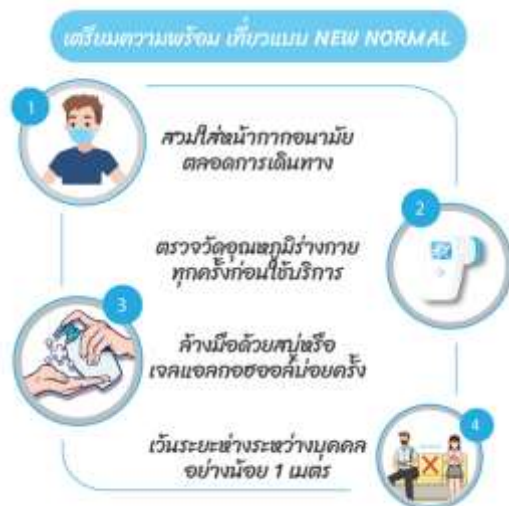 เตรียมความพร้อม เที่ยวแบบ NEW NORMAL
1
สวมใส่หน้ากากอนามัย
ตลอดการเดินทาง
2
ตรวจวัดอุณหภูมิร่างกาย
ทุกครั้งก่อนใช้บริการ
3
ล้างมือด้วยสบู่หรือ
เจลแอลกอฮอล์บ่อยครั้ง
4
เว้นระยะห่างระหว่างบุคคล
อย่างน้อย 1 เมตร